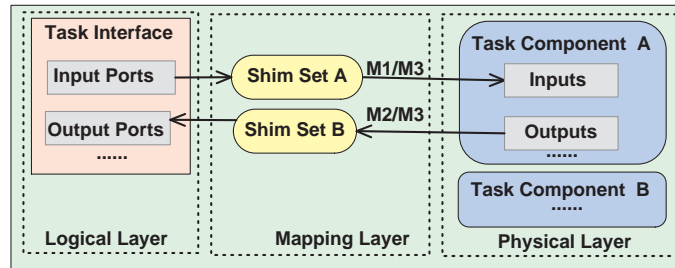 Task Interface
Input Ports
Output Ports
......
Logical Layer
Shim Set A
Shim Set B
M1/M3
M2/M3
Mapping Layer
Task Component A
Inputs
Outputs
......
Task Component B
......
Physical Layer